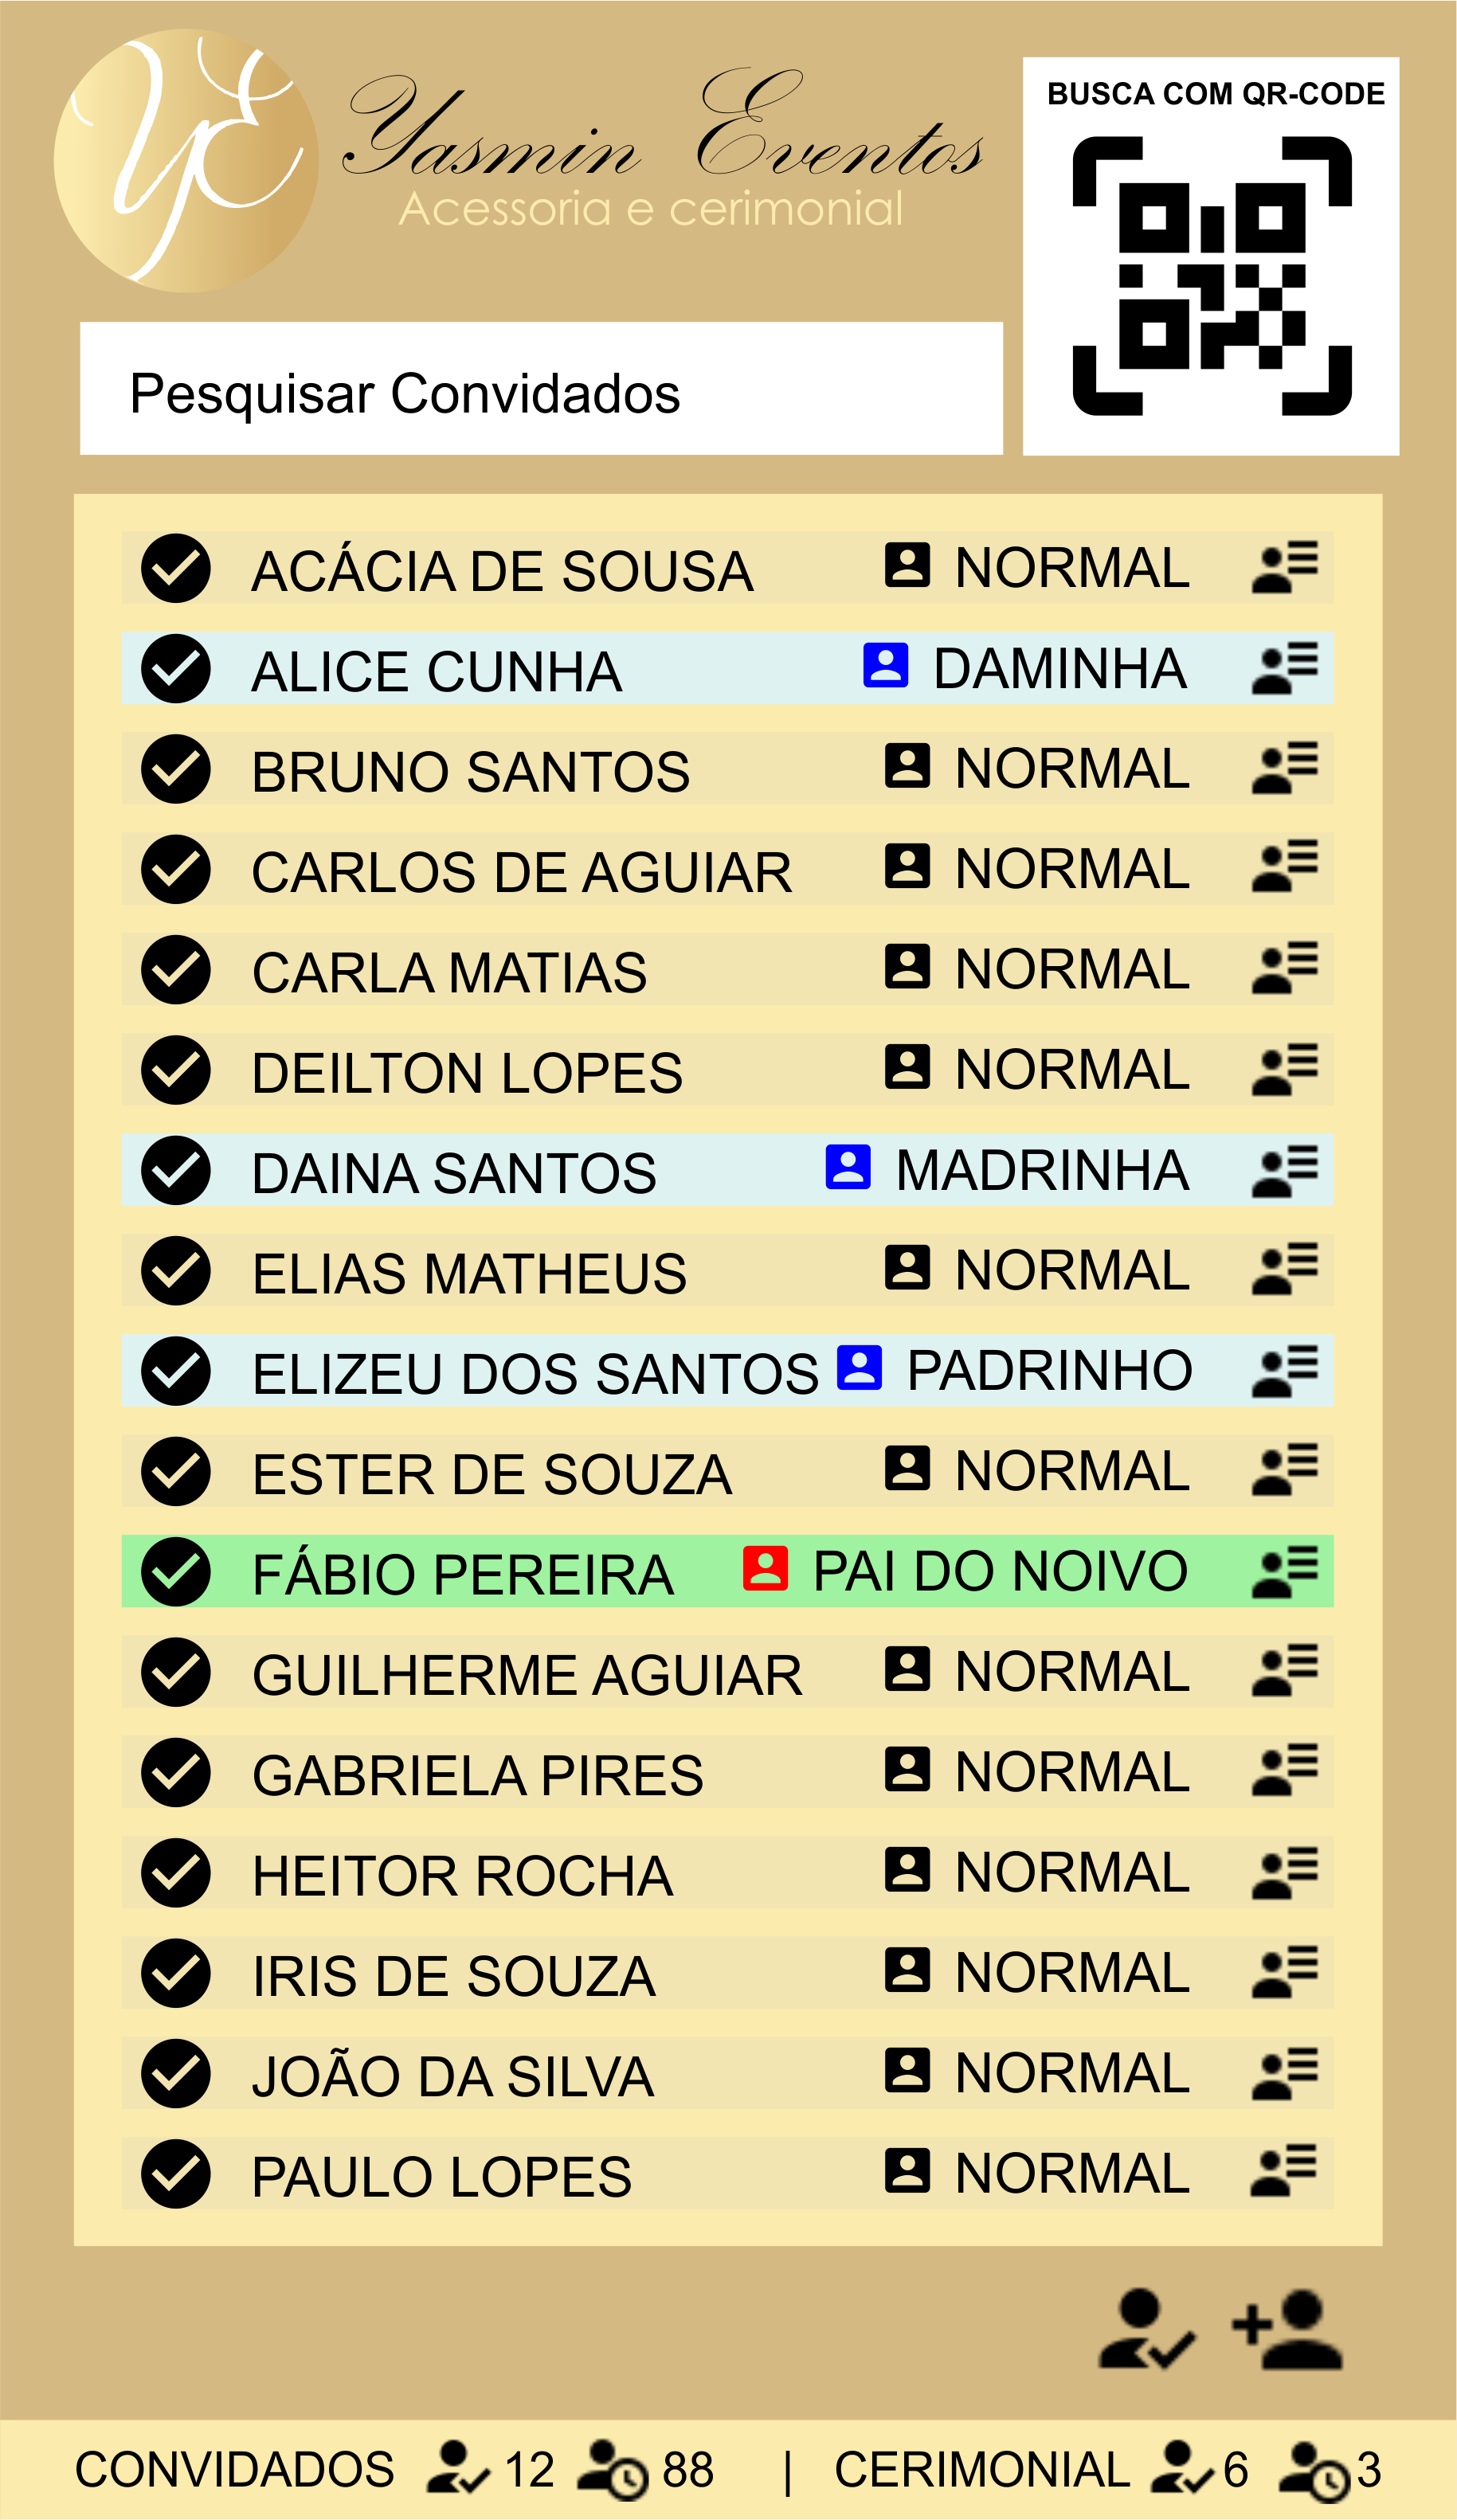 YE
Yasmin Eventos
Acessoria e cerimonial
BUSCA COM QR-CODE
Pesquisar Convidados
ACÁCIA DE SOUSA NORMAL
ALICE CUNHA DAMINHA
BRUNO SANTOS NORMAL
CARLOS DE AGUIAR NORMAL
CARLA MATIAS NORMAL
DEILTON LOPES NORMAL
DAINA SANTOS MADRINHA
ELIAS MATHEUS NORMAL
ELIZEU DOS SANTOS PADRINHO
ESTER DE SOUZA NORMAL
FÁBIO PEREIRA PAI DO NOIVO
GUILHERME AGUIAR NORMAL
GABRIELA PIRES NORMAL
HEITOR ROCHA NORMAL
IRIS DE SOUZA NORMAL
JOÃO DA SILVA NORMAL
PAULO LOPES NORMAL
CONVIDADOS 12 88 | CERIMONIAL 6 3